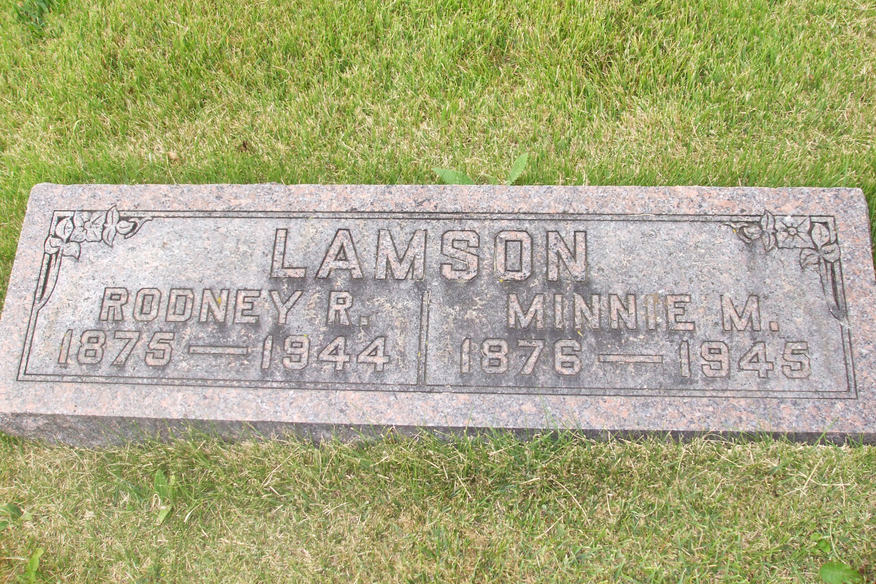 LAMSON
RODNEY R. MINNIE M.
1875 — 1944 1876 — 1945